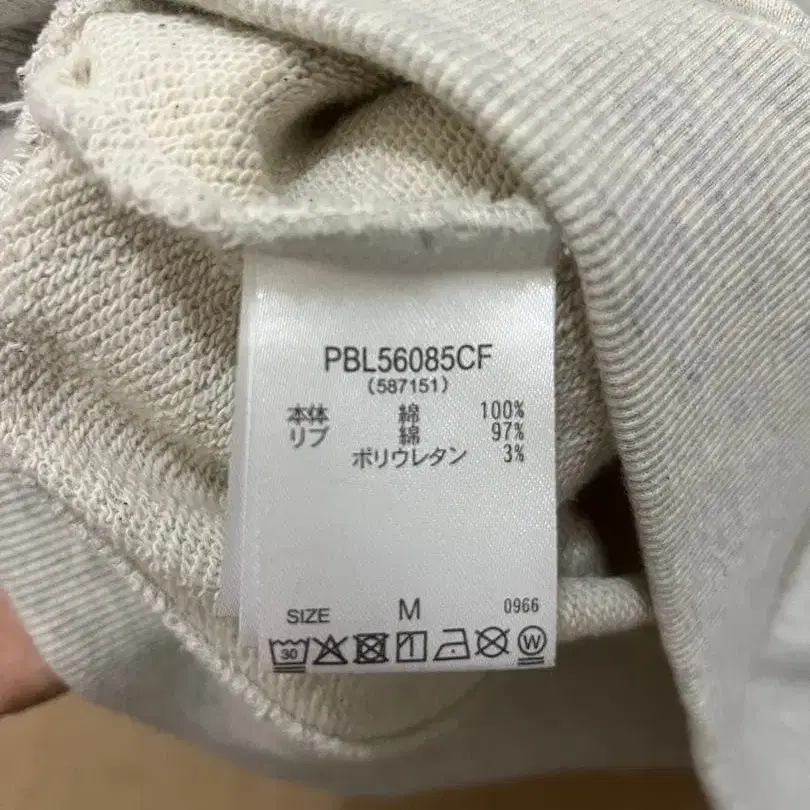 PBL56085CF
(587151)
本体 綿 100%
リブ 綿 97%
ポリウレタン 3%
SIZE M 0966
30 W